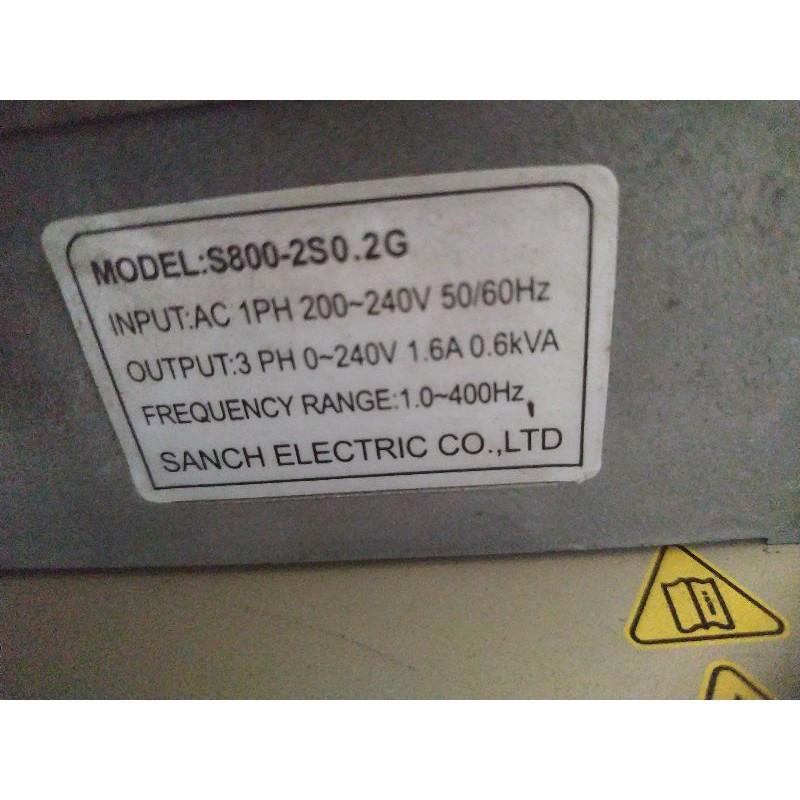 MODEL:S800-2S0.2G
INPUT:AC 1PH 200~240V 50/60Hz
OUTPUT:3 PH 0~240V 1.6A 0.6kVA
FREQUENCY RANGE:1.0~400Hz
SANCH ELECTRIC CO.,LTD